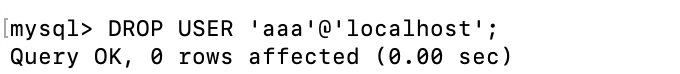 [mysql> DROP USER 'aaa'@'localhost';
Query OK, 0 rows affected (0.00 sec)